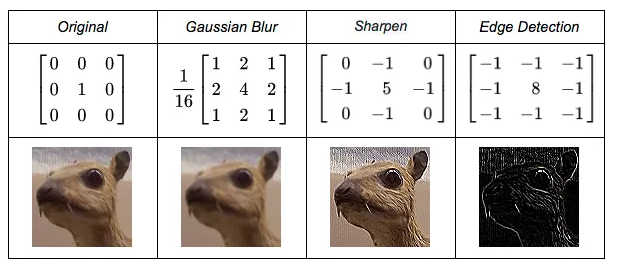 Original Gaussian Blur Sharpen Edge Detection
0 0 0 1 2 1 0 −1 0 −1 −1 −1
0 1 0 1/16 2 4 2 −1 5 −1 −1 8 −1
0 0 0 1 2 1 0 −1 0 −1 −1 −1